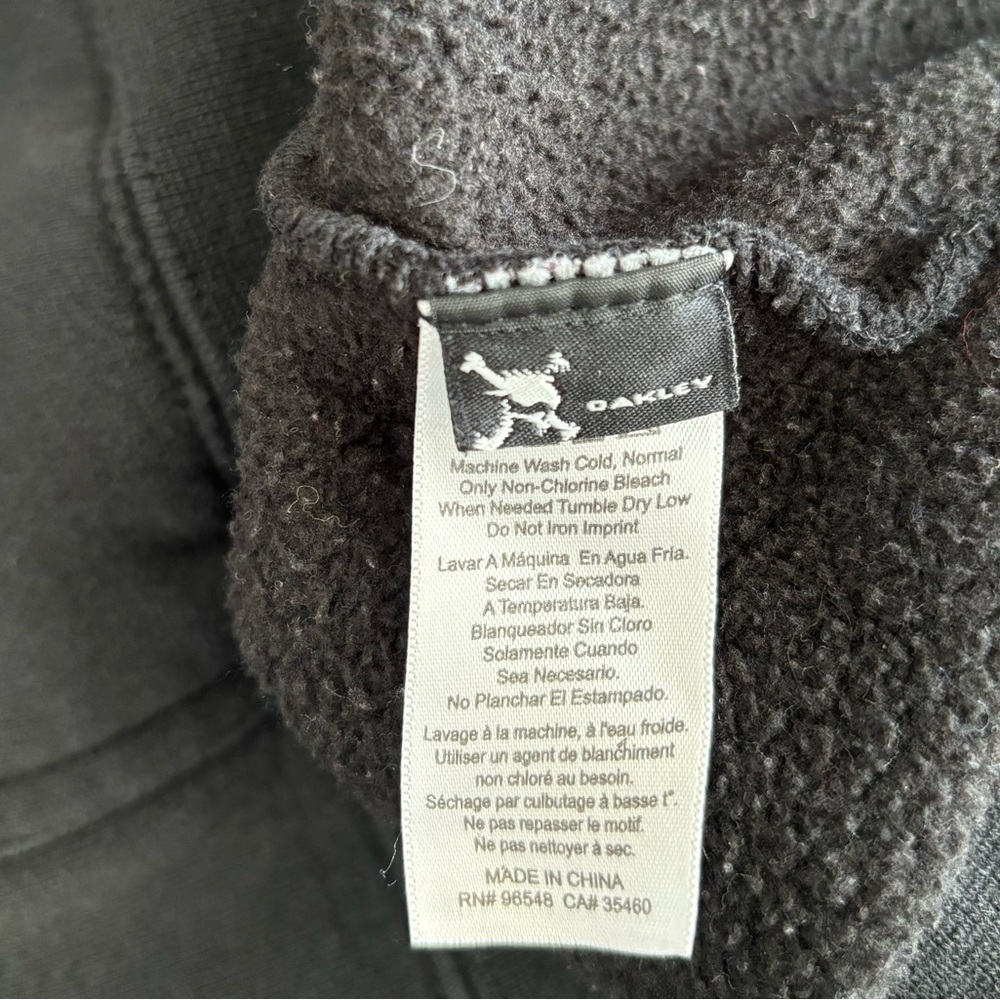 OAKLEY
Machine Wash Cold, Normal
Only Non-Chlorine Bleach
When Needed Tumble Dry Low
Do Not Iron Imprint
Lavar A Máquina En Agua Fría.
Secar En Secadora
A Temperatura Baja.
Blanqueador Sin Cloro
Solamente Cuando
Sea Necesario.
No Planchar El Estampado.
Lavage à la machine, à l'eau froide.
Utiliser un agent de blanchiment
non chloré au besoin.
Séchage par culbutage à basse t°.
Ne pas repasser le motif.
Ne pas nettoyer à sec.
MADE IN CHINA
RN# 96548 CA# 35460